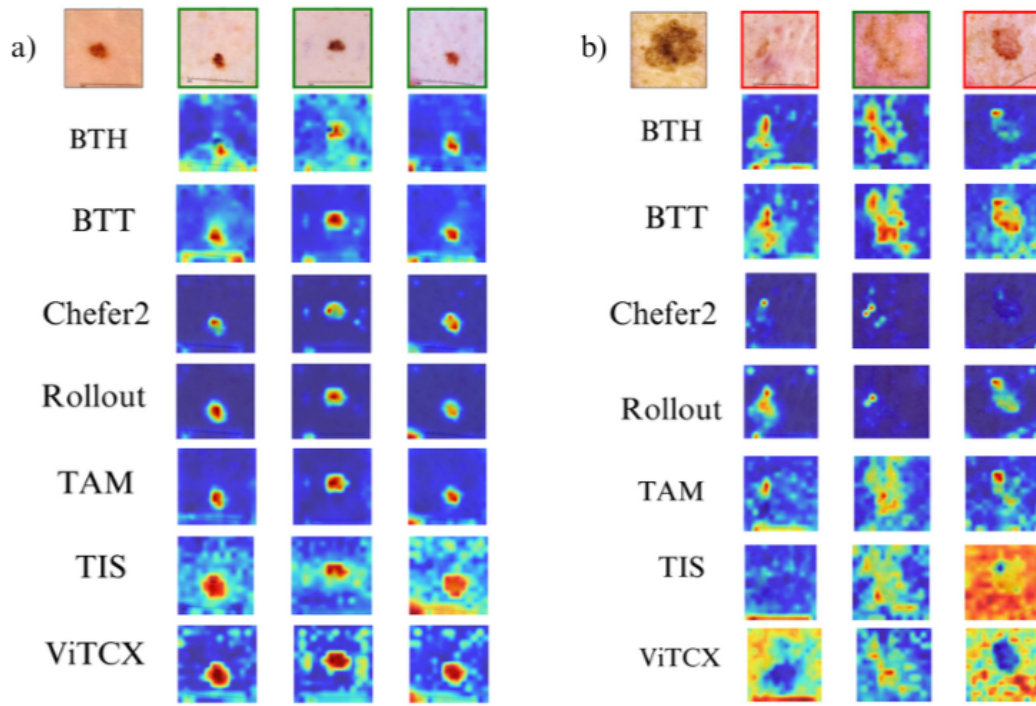 a)
BTH
BTT
Chefer2
Rollout
TAM
TIS
ViTCX
b)
BTH
BTT
Chefer2
Rollout
TAM
TIS
ViTCX